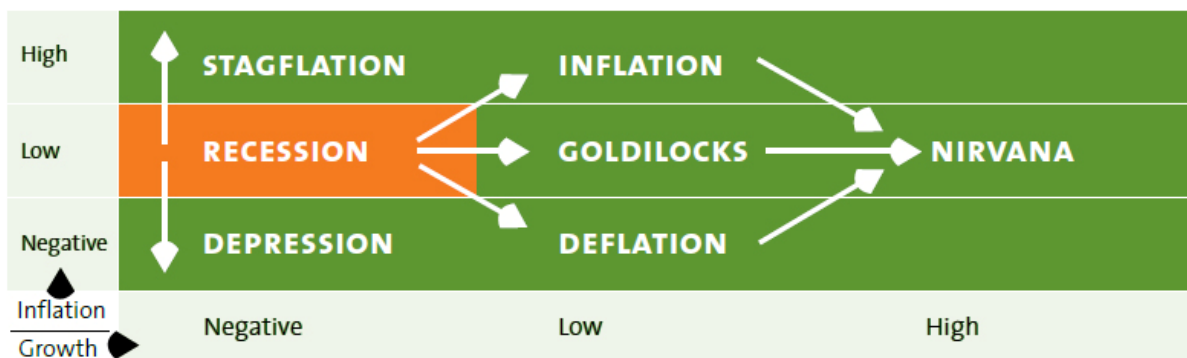 High STAGFLATION INFLATION
Low RECESSION GOLDILOCKS NIRVANA
Negative DEPRESSION DEFLATION
Inflation
Growth
Negative Low High